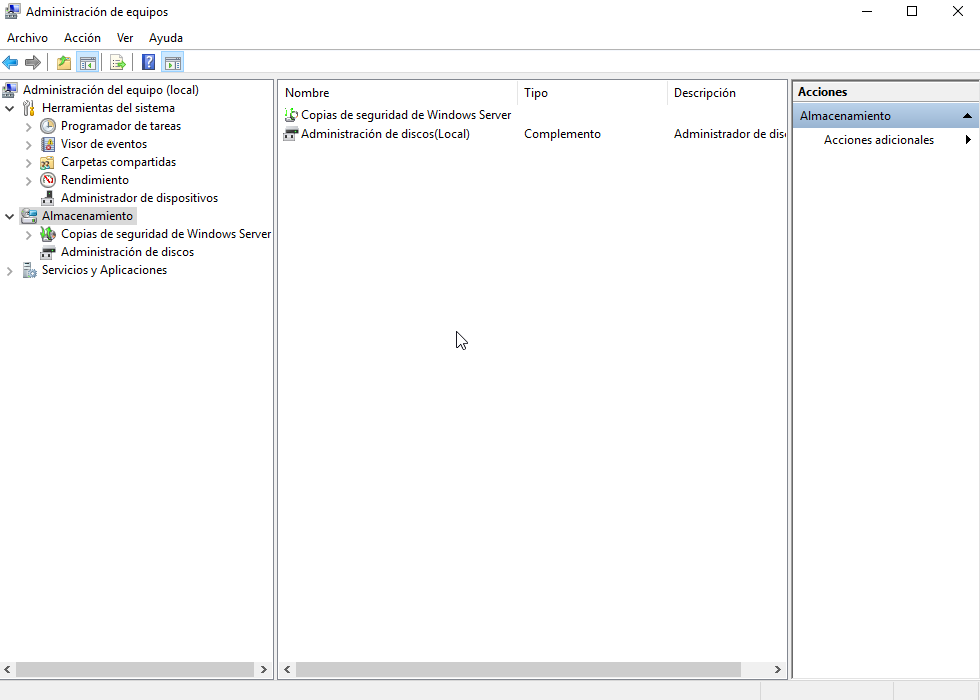 Administración de equipos
Archivo Acción Ver Ayuda
Administración del equipo (local)
Herramientas del sistema
Programador de tareas
Visor de eventos
Carpetas compartidas
Rendimiento
Administrador de dispositivos
Almacenamiento
Copias de seguridad de Windows Server
Administración de discos
Servicios y Aplicaciones
Nombre Tipo Descripción
Copias de seguridad de Windows Server
Administración de discos(Local) Complemento Administrador de dis
Acciones
Almacenamiento
Acciones adicionales